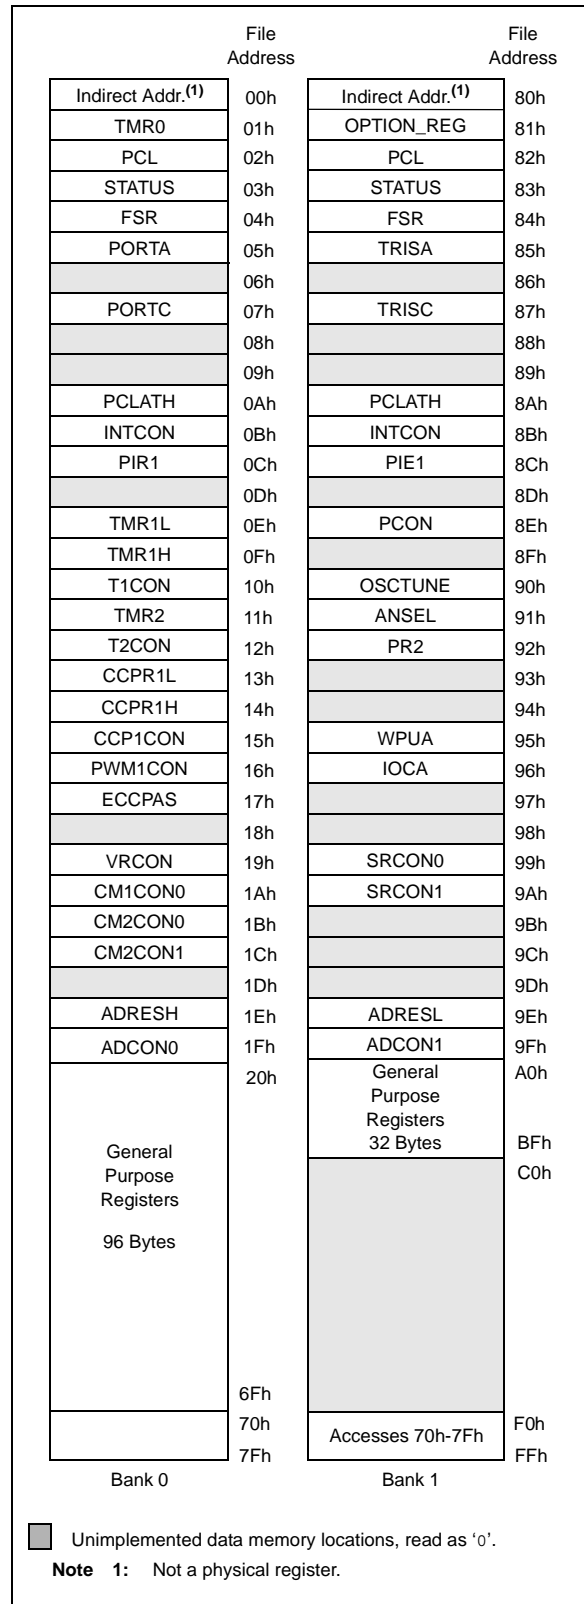 File Address File Address
Indirect Addr.(1) 00h Indirect Addr.(1) 80h
TMR0 01h OPTION_REG 81h
PCL 02h PCL 82h
STATUS 03h STATUS 83h
FSR 04h FSR 84h
PORTA 05h TRISA 85h
06h 86h
PORTC 07h TRISC 87h
08h 88h
09h 89h
PCLATH 0Ah PCLATH 8Ah
INTCON 0Bh INTCON 8Bh
PIR1 0Ch PIE1 8Ch
0Dh 8Dh
TMR1L 0Eh PCON 8Eh
TMR1H 0Fh 8Fh
T1CON 10h OSCTUNE 90h
TMR2 11h ANSEL 91h
T2CON 12h PR2 92h
CCPR1L 13h 93h
CCPR1H 14h 94h
CCP1CON 15h WPUA 95h
PWM1CON 16h IOCA 96h
ECCPAS 17h 97h
18h 98h
VRCON 19h SRCON0 99h
CM1CON0 1Ah SRCON1 9Ah
CM2CON0 1Bh 9Bh
CM2CON1 1Ch 9Ch
1Dh 9Dh
ADRESH 1Eh ADRESL 9Eh
ADCON0 1Fh ADCON1 9Fh
20h General A0h
Purpose
Registers
32 Bytes BFh
General
Purpose C0h
Registers
96 Bytes
6Fh
70h F0h
Accesses 70h-7Fh
7Fh FFh
Bank 0 Bank 1
Unimplemented data memory locations, read as ‘0’.
Note 1: Not a physical register.